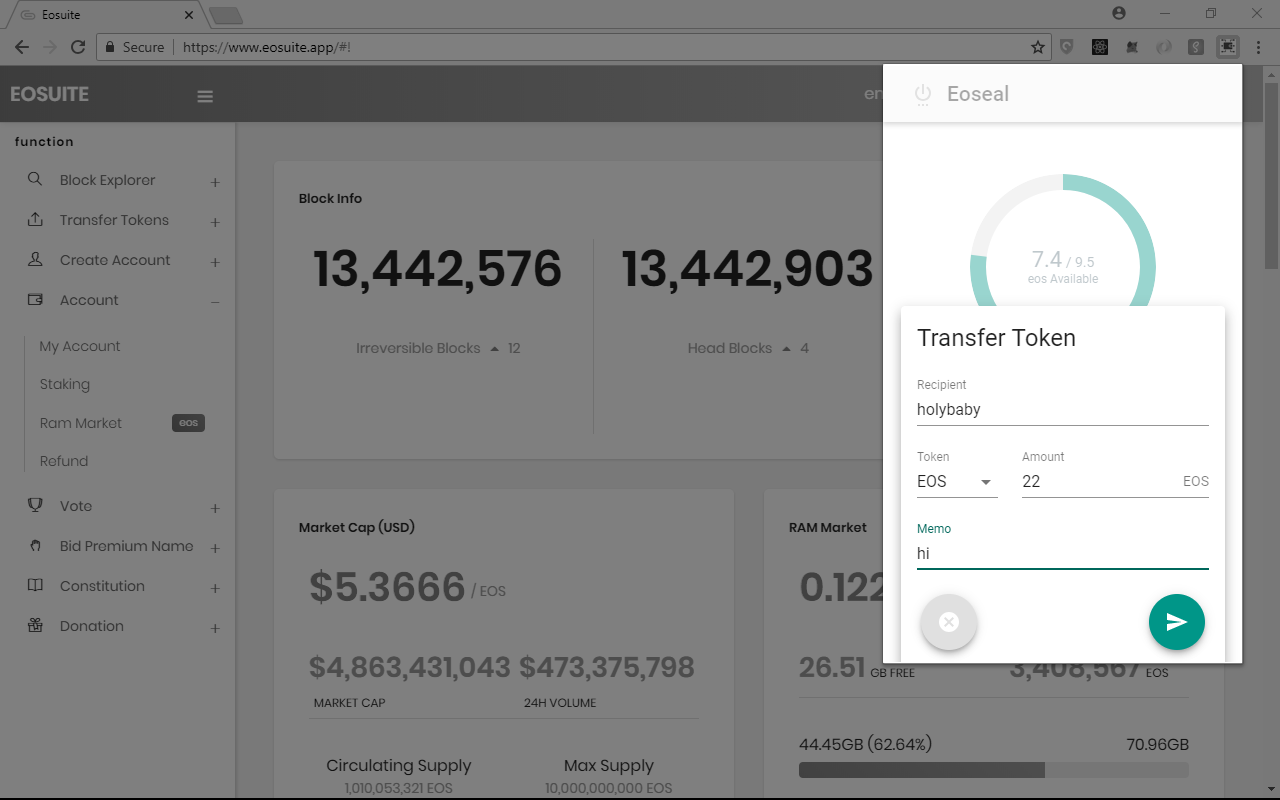 Eosuite
Secure
https://www.eosuite.app/#!
EOSUITE
en
function
Block Explorer
Transfer Tokens
Create Account
Account
My Account
Staking
Ram Market eos
Refund
Vote
Bid Premium Name
Constitution
Donation
Block Info
13,442,576
13,442,903
Irreversible Blocks 12
Head Blocks 4
Market Cap (USD)
$5.3666 / EOS
$4,863,431,043 $473,375,798
MARKET CAP
24H VOLUME
Circulating Supply
Max Supply
1,010,053,321 EOS
10,000,000,000 EOS
RAM Market
0.122
26.51 GB FREE
3,408,567 EOS
44.45GB (62.64%)
70.96GB
Eoseal
7.4 / 9.5
eos Available
Transfer Token
Recipient
holybaby
Token
Amount
EOS
22 EOS
Memo
hi